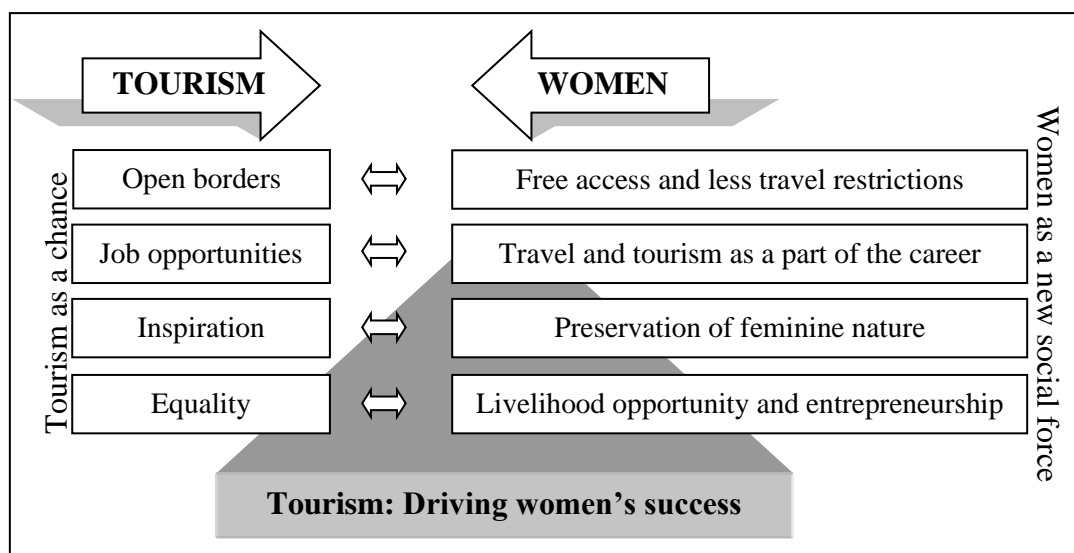 TOURISM
WOMEN
Tourism as a chance
Open borders
Free access and less travel restrictions
Job opportunities
Travel and tourism as a part of the career
Inspiration
Preservation of feminine nature
Equality
Livelihood opportunity and entrepreneurship
Women as a new social force
Tourism: Driving women’s success